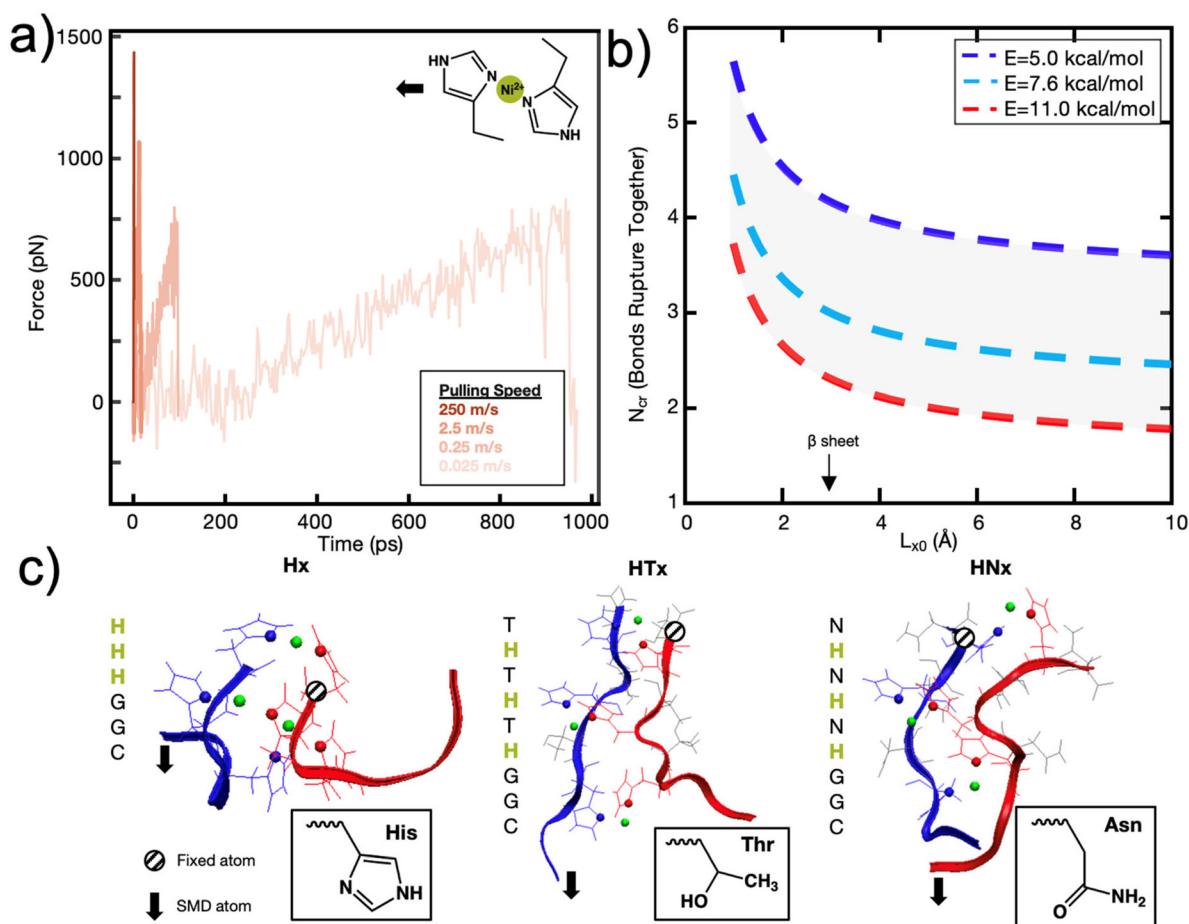 a)
1500
1000
500
0
0
200
400
600
800
1000
Force (pN)
Time (ps)
HN
N
Ni2+
N
NH
Pulling Speed
250 m/s
2.5 m/s
0.25 m/s
0.025 m/s
b)
E=5.0 kcal/mol
E=7.6 kcal/mol
E=11.0 kcal/mol
6
5
4
3
2
1
0
2
4
6
8
10
Ncr (Bonds Rupture Together)
β sheet
Lx0 (Å)
c)
Hx
H
H
H
G
G
C
His
N
NH
Fixed atom
SMD atom
HTx
T
H
T
H
T
H
G
G
C
Thr
HO
CH3
HNx
N
H
N
H
N
H
G
G
C
Asn
O
NH2